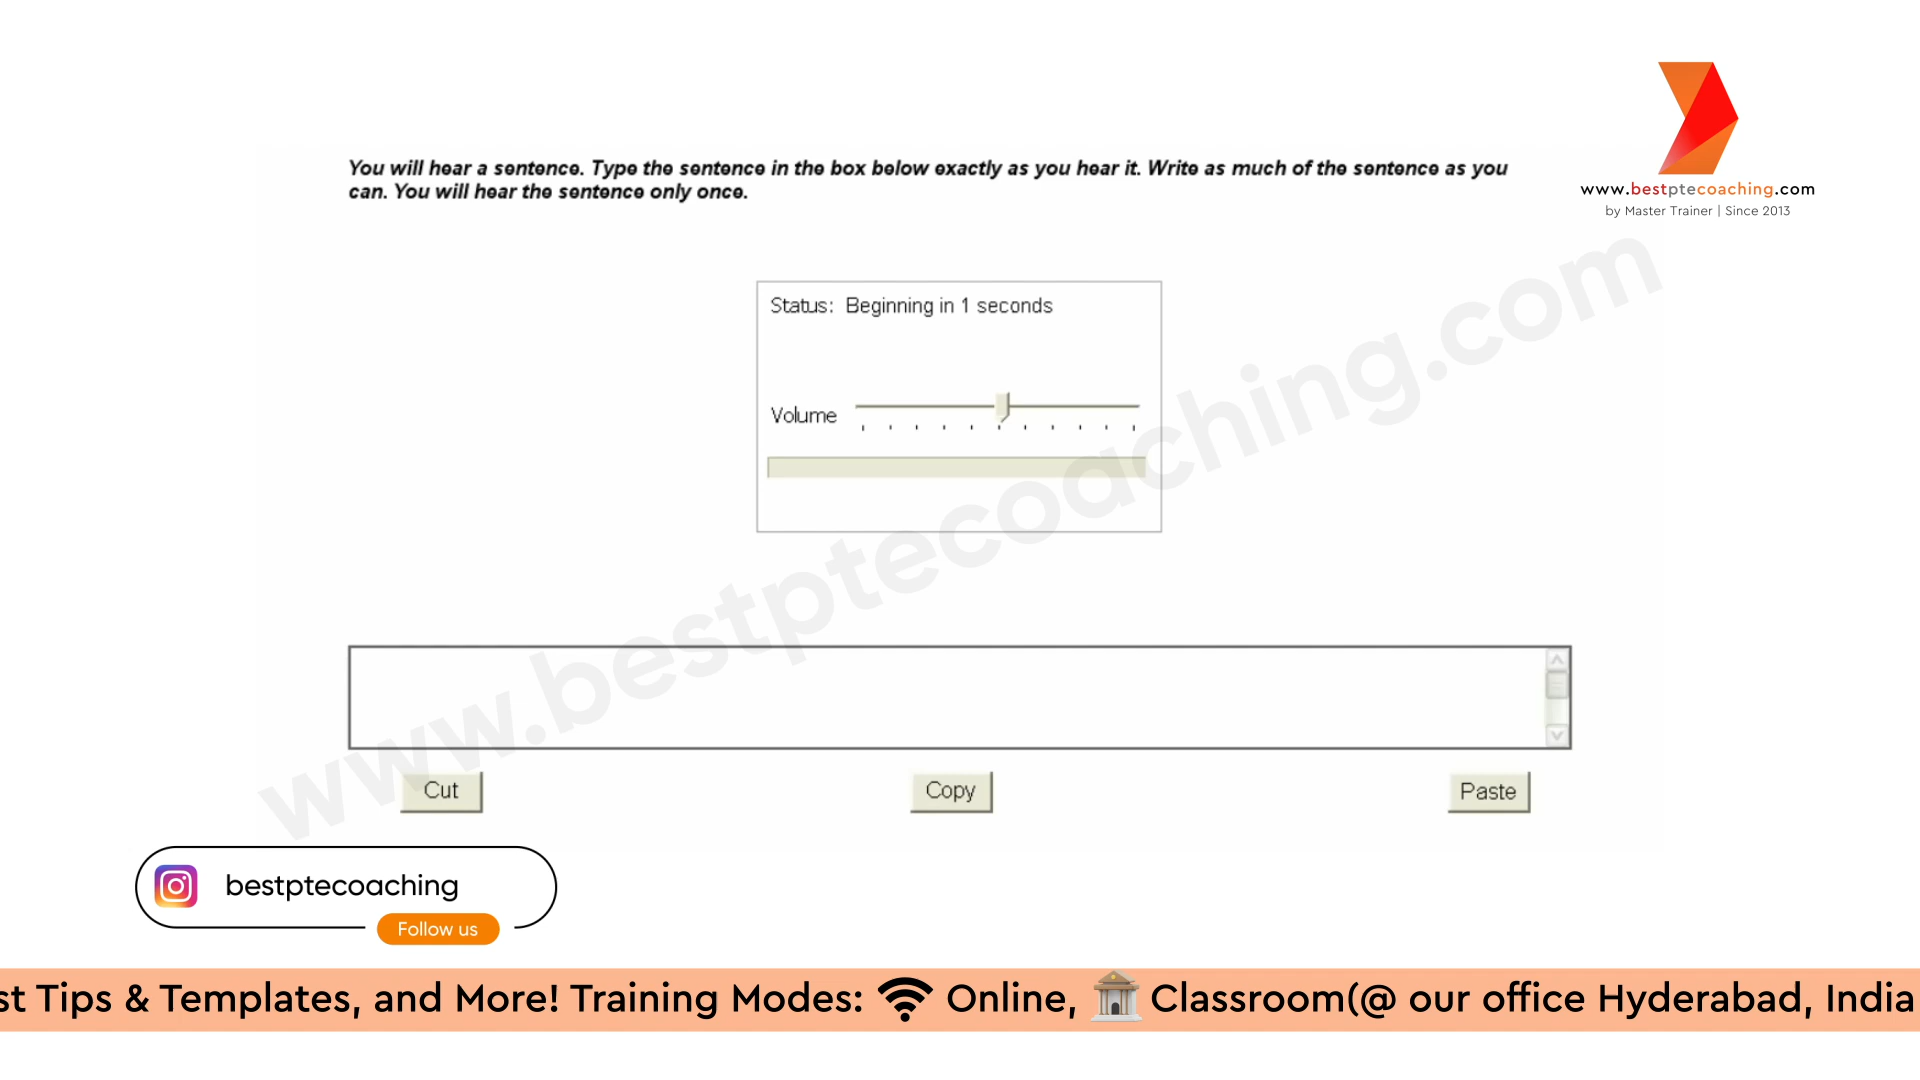 You will hear a sentence. Type the sentence in the box below exactly as you hear it. Write as much of the sentence as you
can. You will hear the sentence only once.
www.bestptecoaching.com
by Master Trainer | Since 2013
Status: Beginning in 1 seconds
Volume
www.bestptecoaching.com
Cut
Copy
Paste
bestptecoaching
Follow us
st Tips & Templates, and More! Training Modes: Online, Classroom(@ our office Hyderabad, India